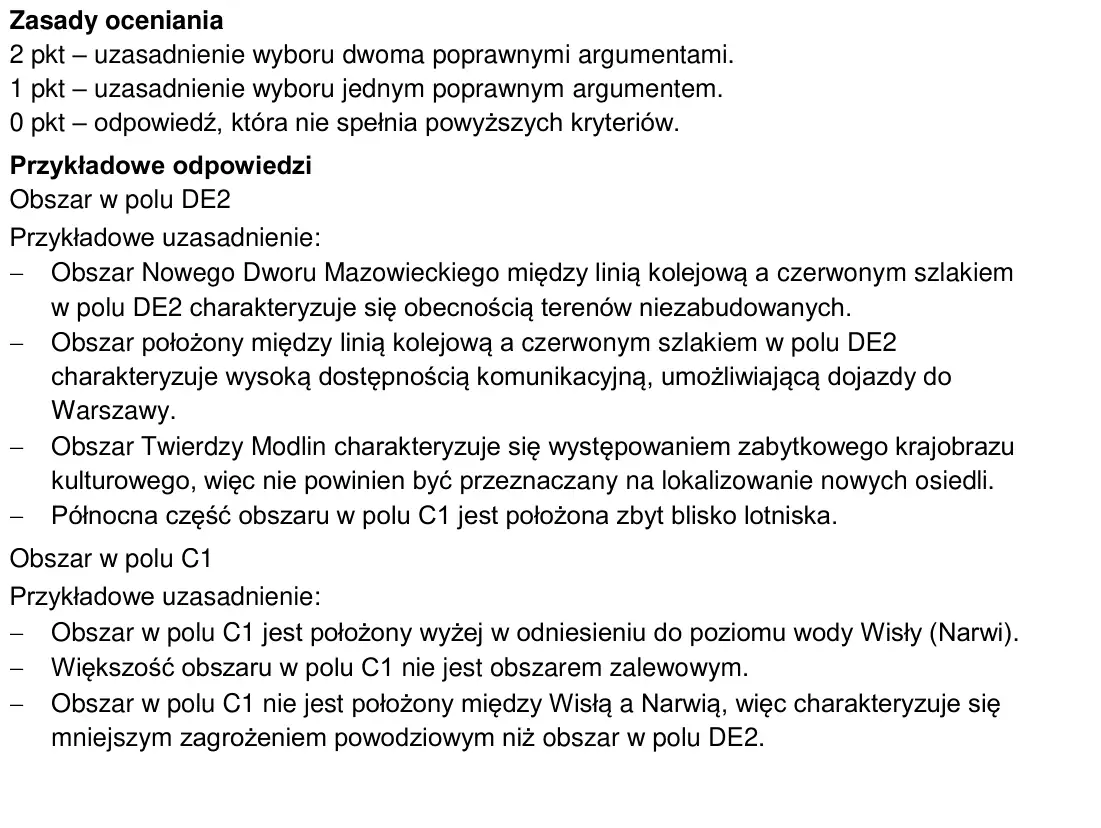 Zasady oceniania
2 pkt – uzasadnienie wyboru dwoma poprawnymi argumentami.
1 pkt – uzasadnienie wyboru jednym poprawnym argumentem.
0 pkt – odpowiedź, która nie spełnia powyższych kryteriów.
Przykładowe odpowiedzi
Obszar w polu DE2
Przykładowe uzasadnienie:
– Obszar Nowego Dworu Mazowieckiego między linią kolejową a czerwonym szlakiem
w polu DE2 charakteryzuje się obecnością terenów niezabudowanych.
– Obszar położony między linią kolejową a czerwonym szlakiem w polu DE2
charakteryzuje wysoką dostępnością komunikacyjną, umożliwiającą dojazdy do
Warszawy.
– Obszar Twierdzy Modlin charakteryzuje się występowaniem zabytkowego krajobrazu
kulturowego, więc nie powinien być przeznaczany na lokalizowanie nowych osiedli.
– Północna część obszaru w polu C1 jest położona zbyt blisko lotniska.
Obszar w polu C1
Przykładowe uzasadnienie:
– Obszar w polu C1 jest położony wyżej w odniesieniu do poziomu wody Wisły (Narwi).
– Większość obszaru w polu C1 nie jest obszarem zalewowym.
– Obszar w polu C1 nie jest położony między Wisłą a Narwią, więc charakteryzuje się
mniejszym zagrożeniem powodziowym niż obszar w polu DE2.